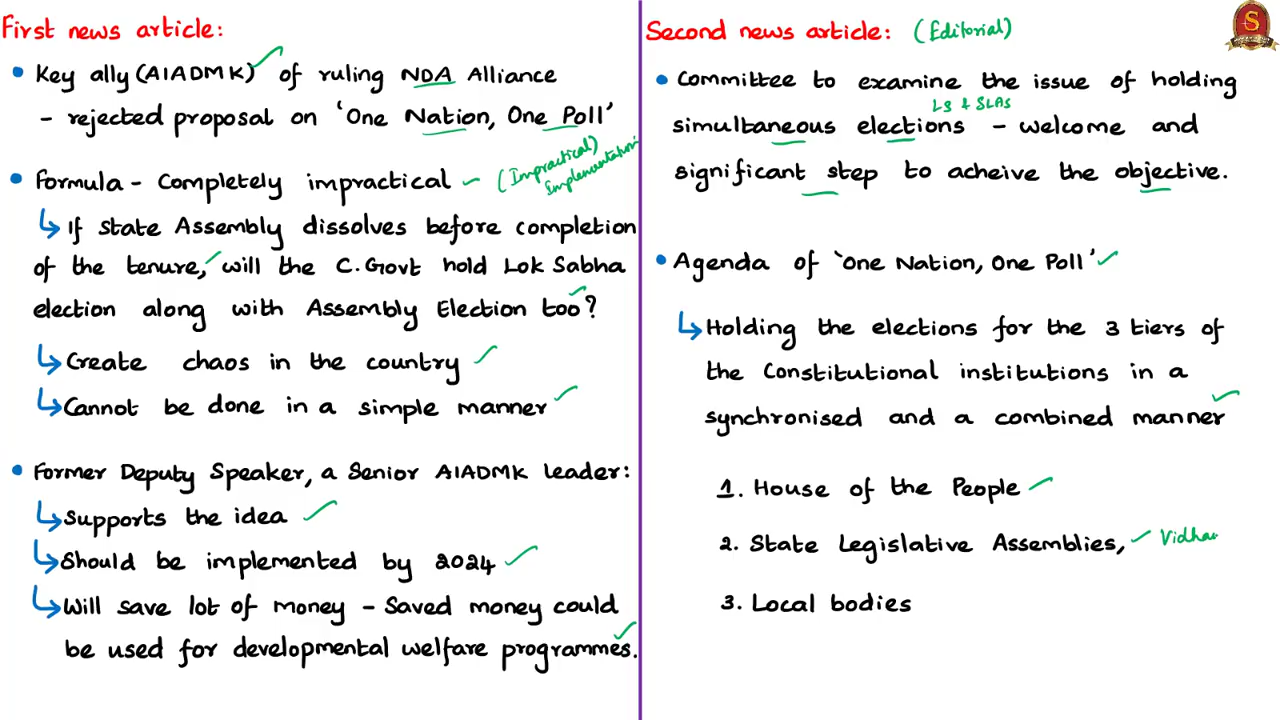 First news article:
• Key ally (AIADMK) of ruling NDA Alliance
- rejected proposal on 'One Nation, One Poll'
• Formula - Completely impractical (Impractical)
Implementation
↳ If state Assembly dissolves before completion
of the tenure, will the C.Govt hold Lok Sabha
election along with Assembly Election too?
↳ Create chaos in the country
↳ Cannot be done in a simple manner
• Former Deputy Speaker, a Senior AIADMK leader:
↳ Supports the idea
↳ Should be implemented by 2024
↳ Will save lot of money - Saved money could
be used for developmental welfare programmes.
Second news article: (Editorial)
• Committee to examine the issue of holding
LS & SLAS
simultaneous elections - welcome and
significant step to acheive the objective.
• Agenda of 'One Nation, One Poll'
↳ Holding the elections for the 3 tiers of
the Constitutional institutions in a
synchronised and a combined manner
1. House of the People
2. State Legislative Assemblies, Vidha
3. Local bodies
S